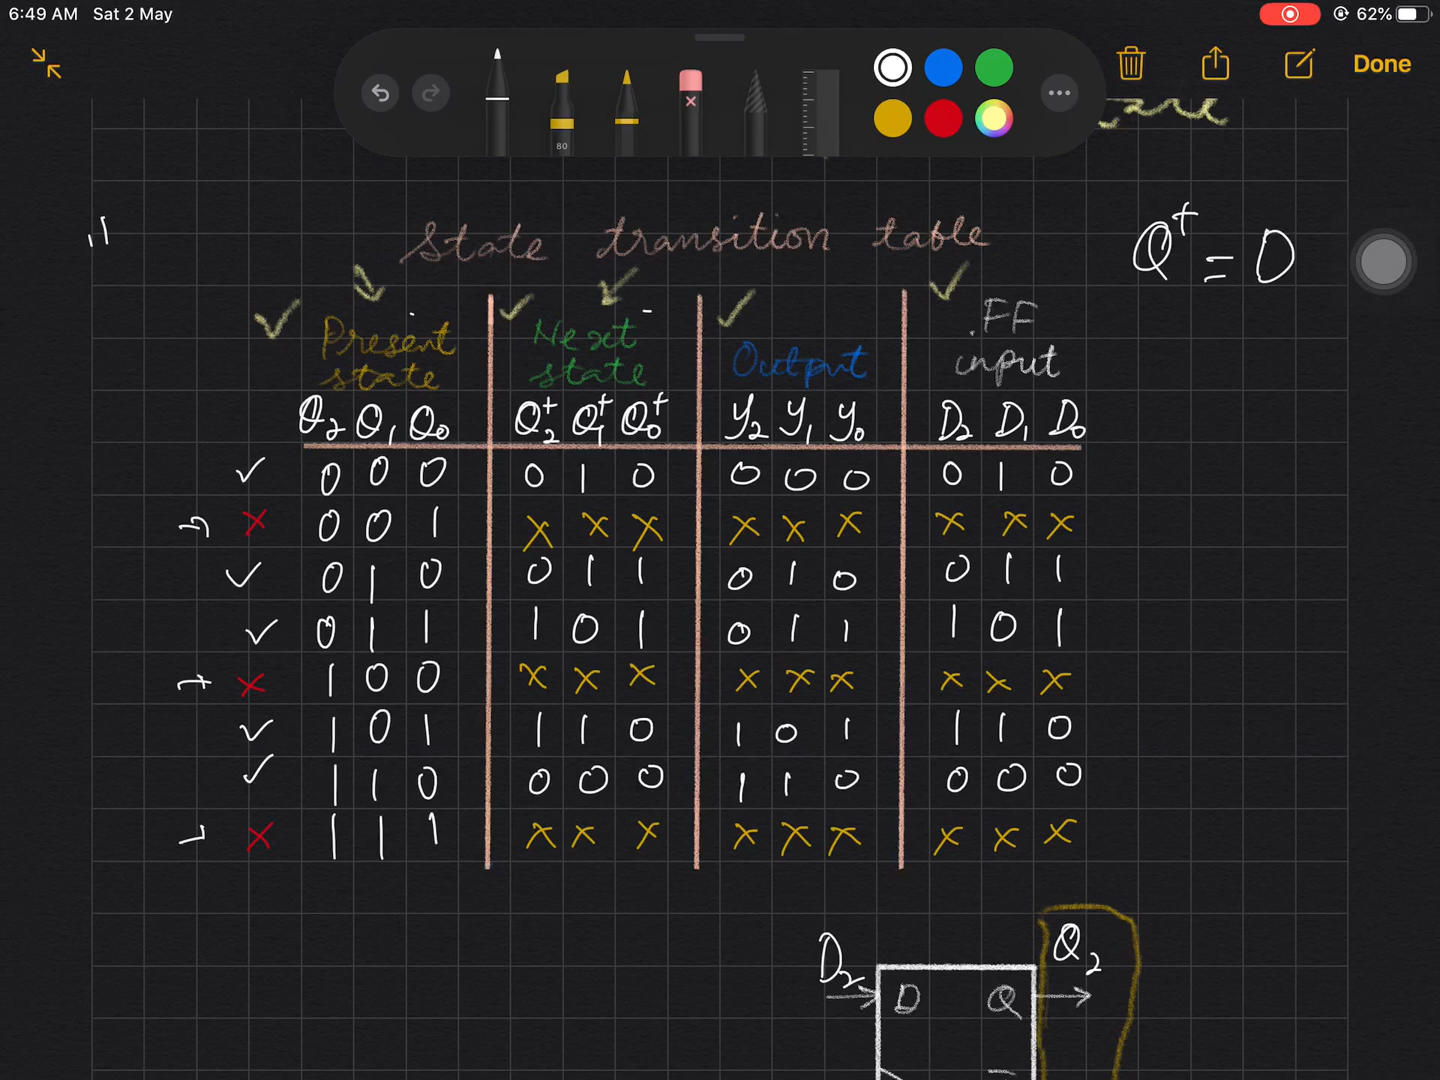 6:49 AM Sat 2 May
62%
80
Done
State transition table
Q⁺ = D
Present state
Next state
Output
FF input
Q₂ Q₁ Q₀ Q₂⁺ Q₁⁺ Q₀⁺ y₂ y₁ y₀ D₂ D₁ D₀
✓ 0 0 0 0 1 0 0 0 0 0 1 0
× 0 0 1 × × × × × × × × ×
✓ 0 1 0 0 1 1 0 1 0 0 1 1
✓ 0 1 1 1 0 1 0 1 1 1 0 1
× 1 0 0 × × × × × × × × ×
✓ 1 0 1 1 1 0 1 0 1 1 1 0
✓ 1 1 0 0 0 0 1 1 0 0 0 0
× 1 1 1 × × × × × × × × ×
D₂ Q₂
D Q